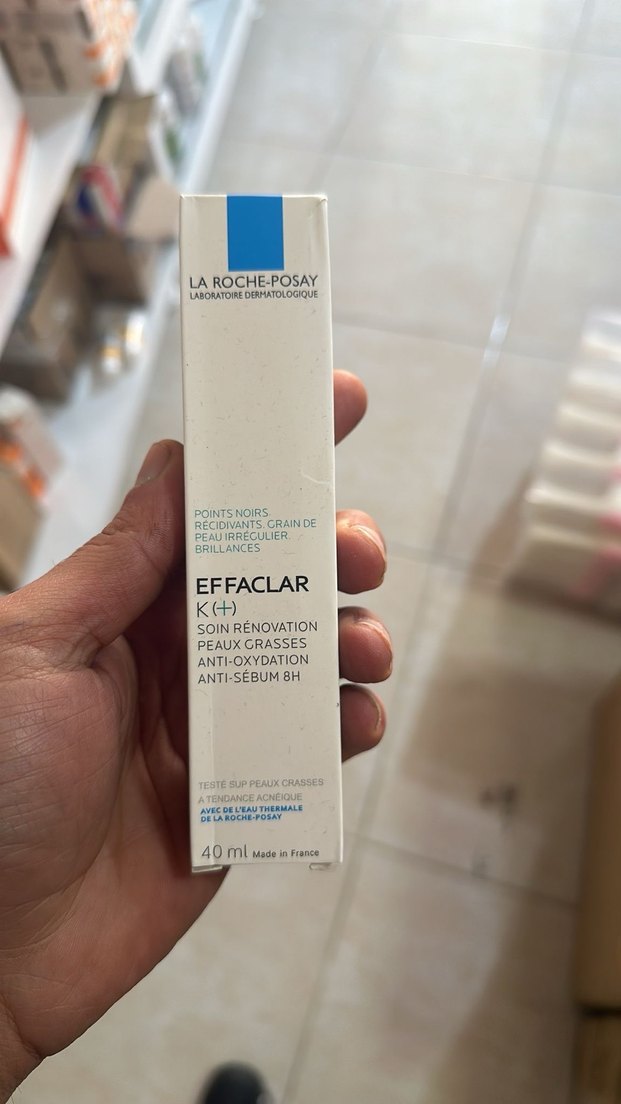 LA ROCHE-POSAY
LABORATOIRE DERMATOLOGIQUE
POINTS NOIRS
RÉCIDIVANTS. GRAIN DE
PEAU IRRÉGULIER.
BRILLANCES
EFFACLAR
K(+)
SOIN RÉNOVATION
PEAUX GRASSES
ANTI-OXYDATION
ANTI-SÉBUM 8H
TESTÉ SUP PEAUX CRASSES
A TENDANCE ACNÉIQUE
AVEC DE L'EAU THERMALE
DE LA ROCHE-POSAY
40 ml Made in France